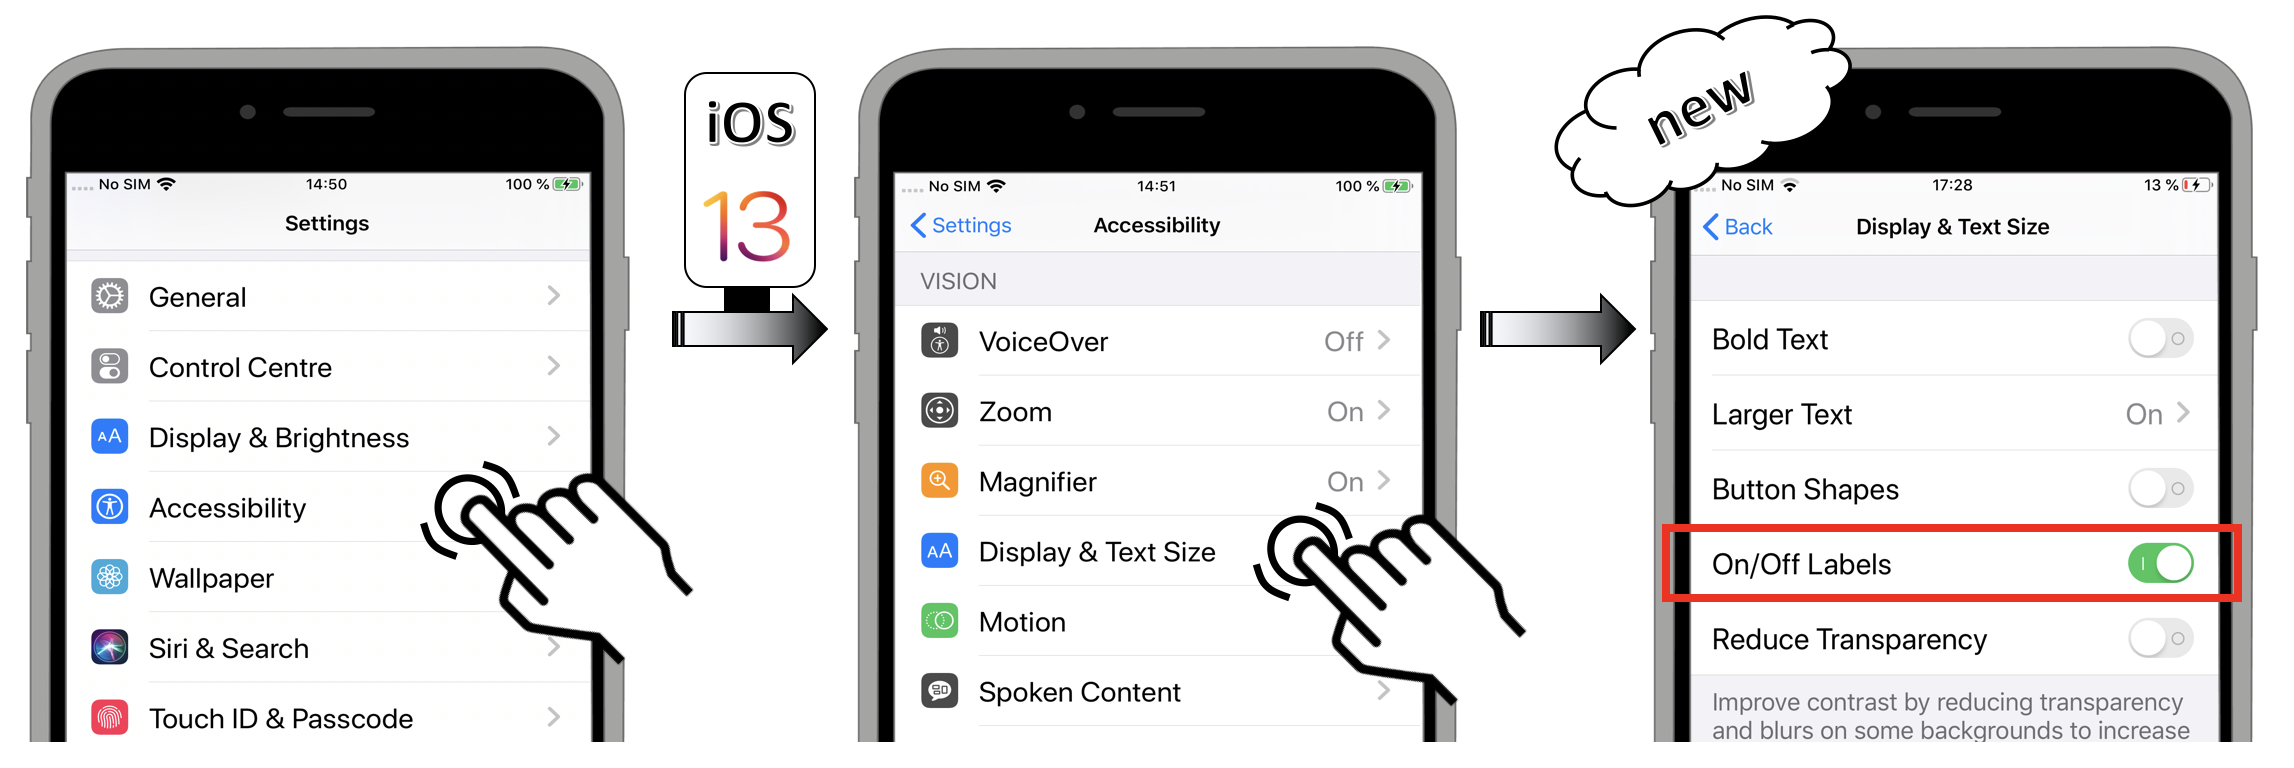 No SIM 14:50 100 %
Settings
General
Control Centre
AA Display & Brightness
Accessibility
Wallpaper
Siri & Search
Touch ID & Passcode
iOS
13
No SIM 14:51 100 %
Settings Accessibility
VISION
VoiceOver Off
Zoom On
Magnifier On
AA Display & Text Size
Motion
Spoken Content
new
No SIM 17:28 13 %
Back Display & Text Size
Bold Text
Larger Text On
Button Shapes
On/Off Labels
Reduce Transparency
Improve contrast by reducing transparency
and blurs on some backgrounds to increase